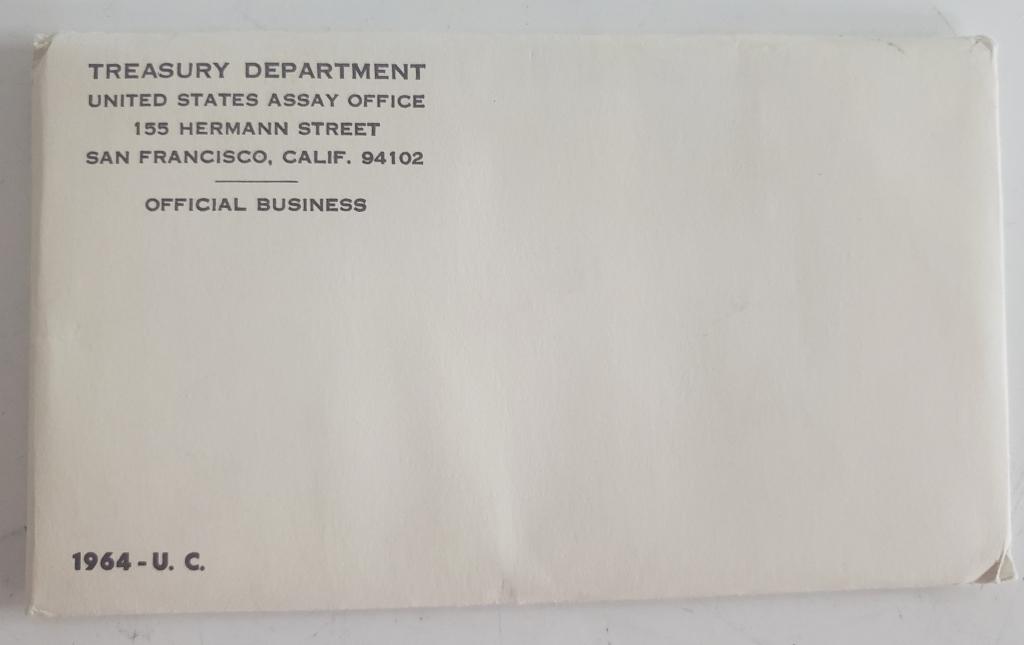 TREASURY DEPARTMENT
UNITED STATES ASSAY OFFICE
155 HERMANN STREET
SAN FRANCISCO, CALIF. 94102
OFFICIAL BUSINESS
1964 - U. C.